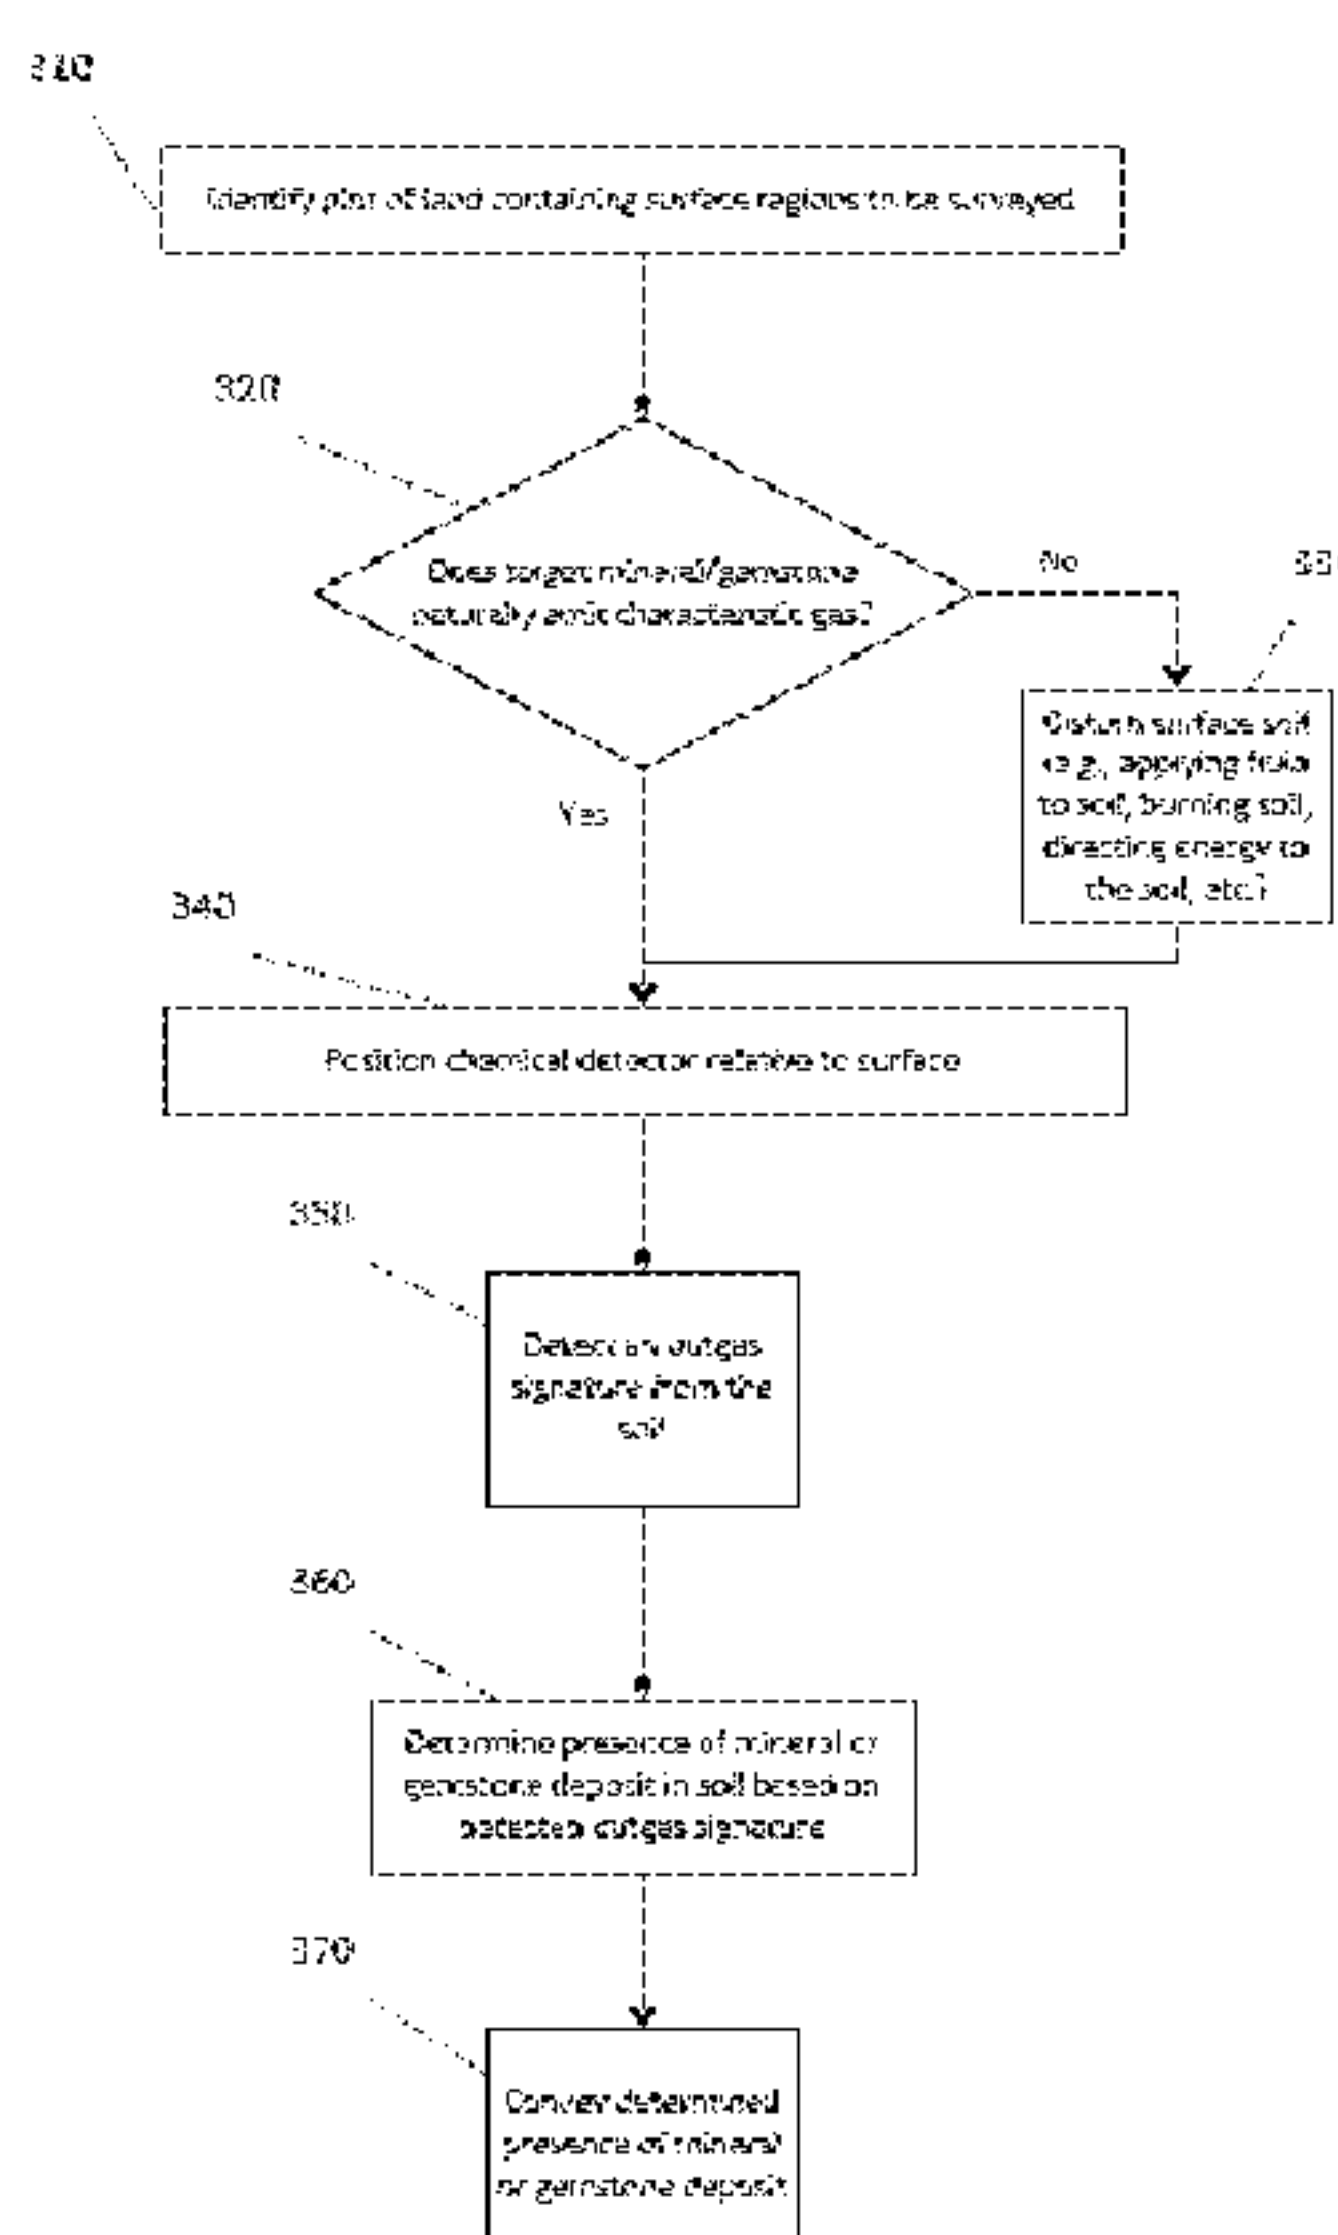 310
Identify plot of land containing surface regions to be surveyed
320
Does target mineral/gemstone
naturally emit characteristic gas?
No
Disturb surface soil
(e.g., applying fluid
to soil, burning soil,
directing energy to
the soil, etc.)
Yes
340
Position chemical detector relative to surface
350
Detect an outgas
signature from the
soil
360
Determine presence of mineral or
gemstone deposit in soil based on
detected outgas signature
370
Convey determined
presence of mineral
or gemstone deposit